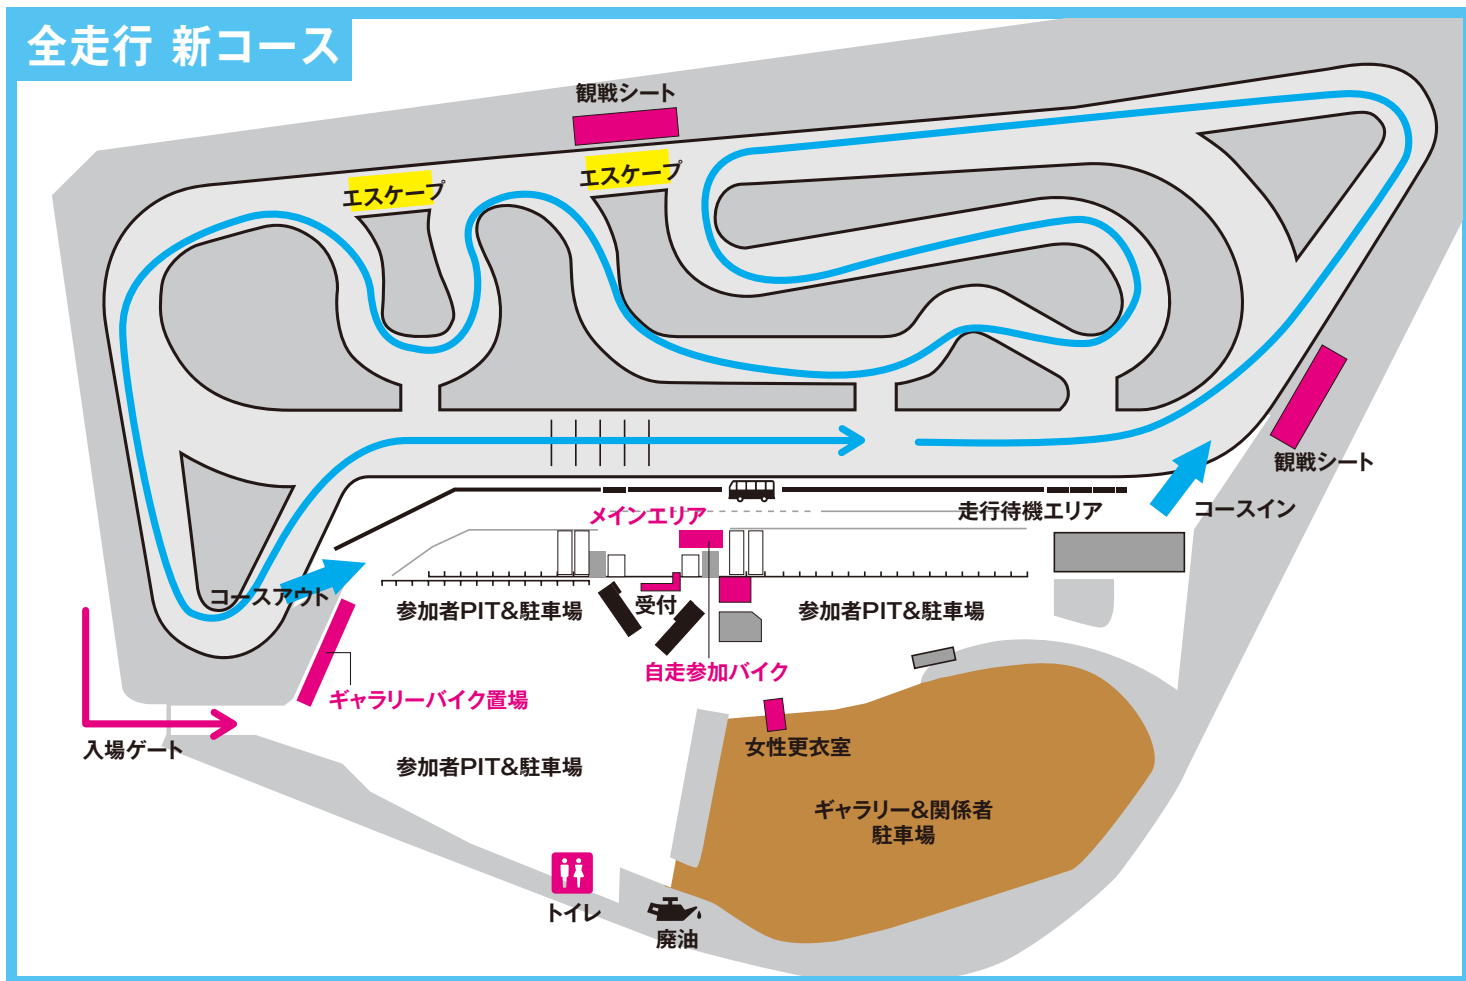 全走行 新コース
観戦シート
エスケープ
エスケープ
観戦シート
コースイン
走行待機エリア
メインエリア
コースアウト
参加者PIT&駐車場
受付
参加者PIT&駐車場
自走参加バイク
ギャラリーバイク置場
入場ゲート
女性更衣室
参加者PIT&駐車場
ギャラリー&関係者
駐車場
トイレ
廃油